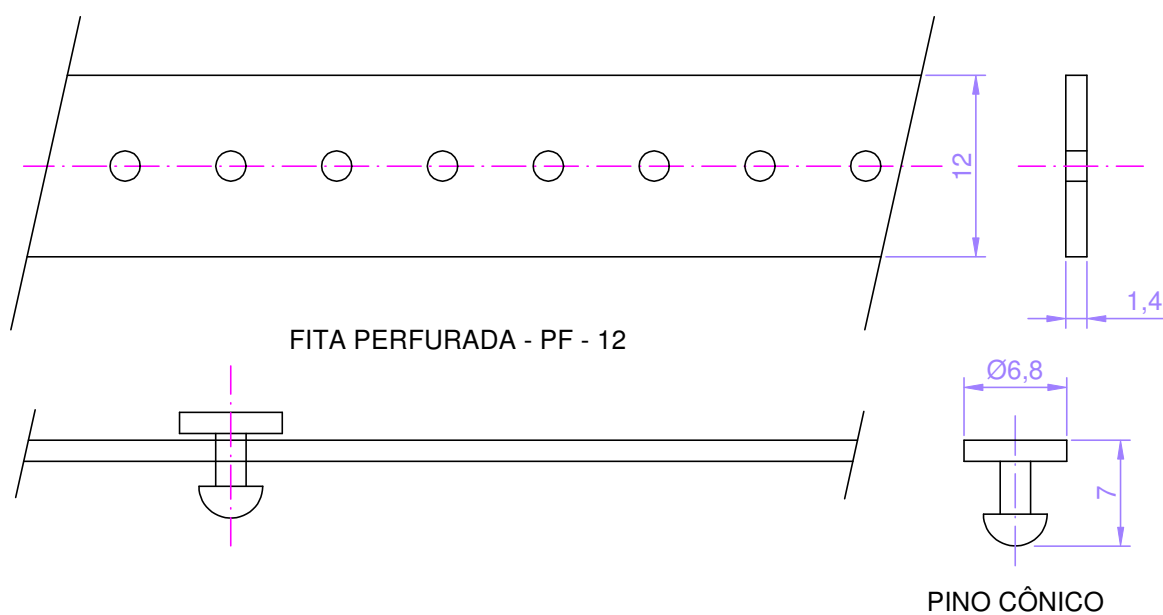 12
1,4
FITA PERFURADA - PF - 12
Ø6,8
7
PINO CÔNICO